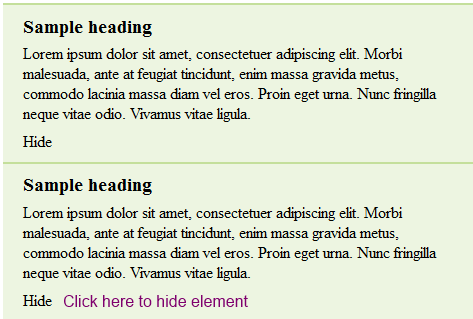 Sample heading
Lorem ipsum dolor sit amet, consectetuer adipiscing elit. Morbi
malesuada, ante at feugiat tincidunt, enim massa gravida metus,
commodo lacinia massa diam vel eros. Proin eget urna. Nunc fringilla
neque vitae odio. Vivamus vitae ligula.
Hide
Sample heading
Lorem ipsum dolor sit amet, consectetuer adipiscing elit. Morbi
malesuada, ante at feugiat tincidunt, enim massa gravida metus,
commodo lacinia massa diam vel eros. Proin eget urna. Nunc fringilla
neque vitae odio. Vivamus vitae ligula.
Hide Click here to hide element